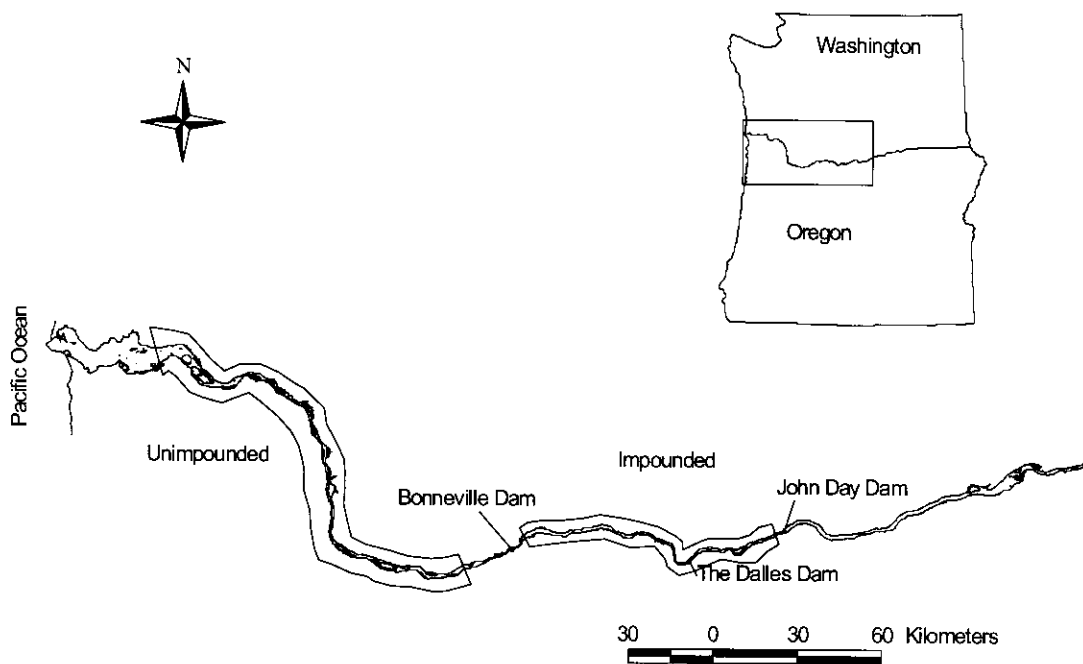 N
Washington
Oregon
Pacific Ocean
Unimpounded
Impounded
Bonneville Dam
John Day Dam
The Dalles Dam
30 0 30 60 Kilometers